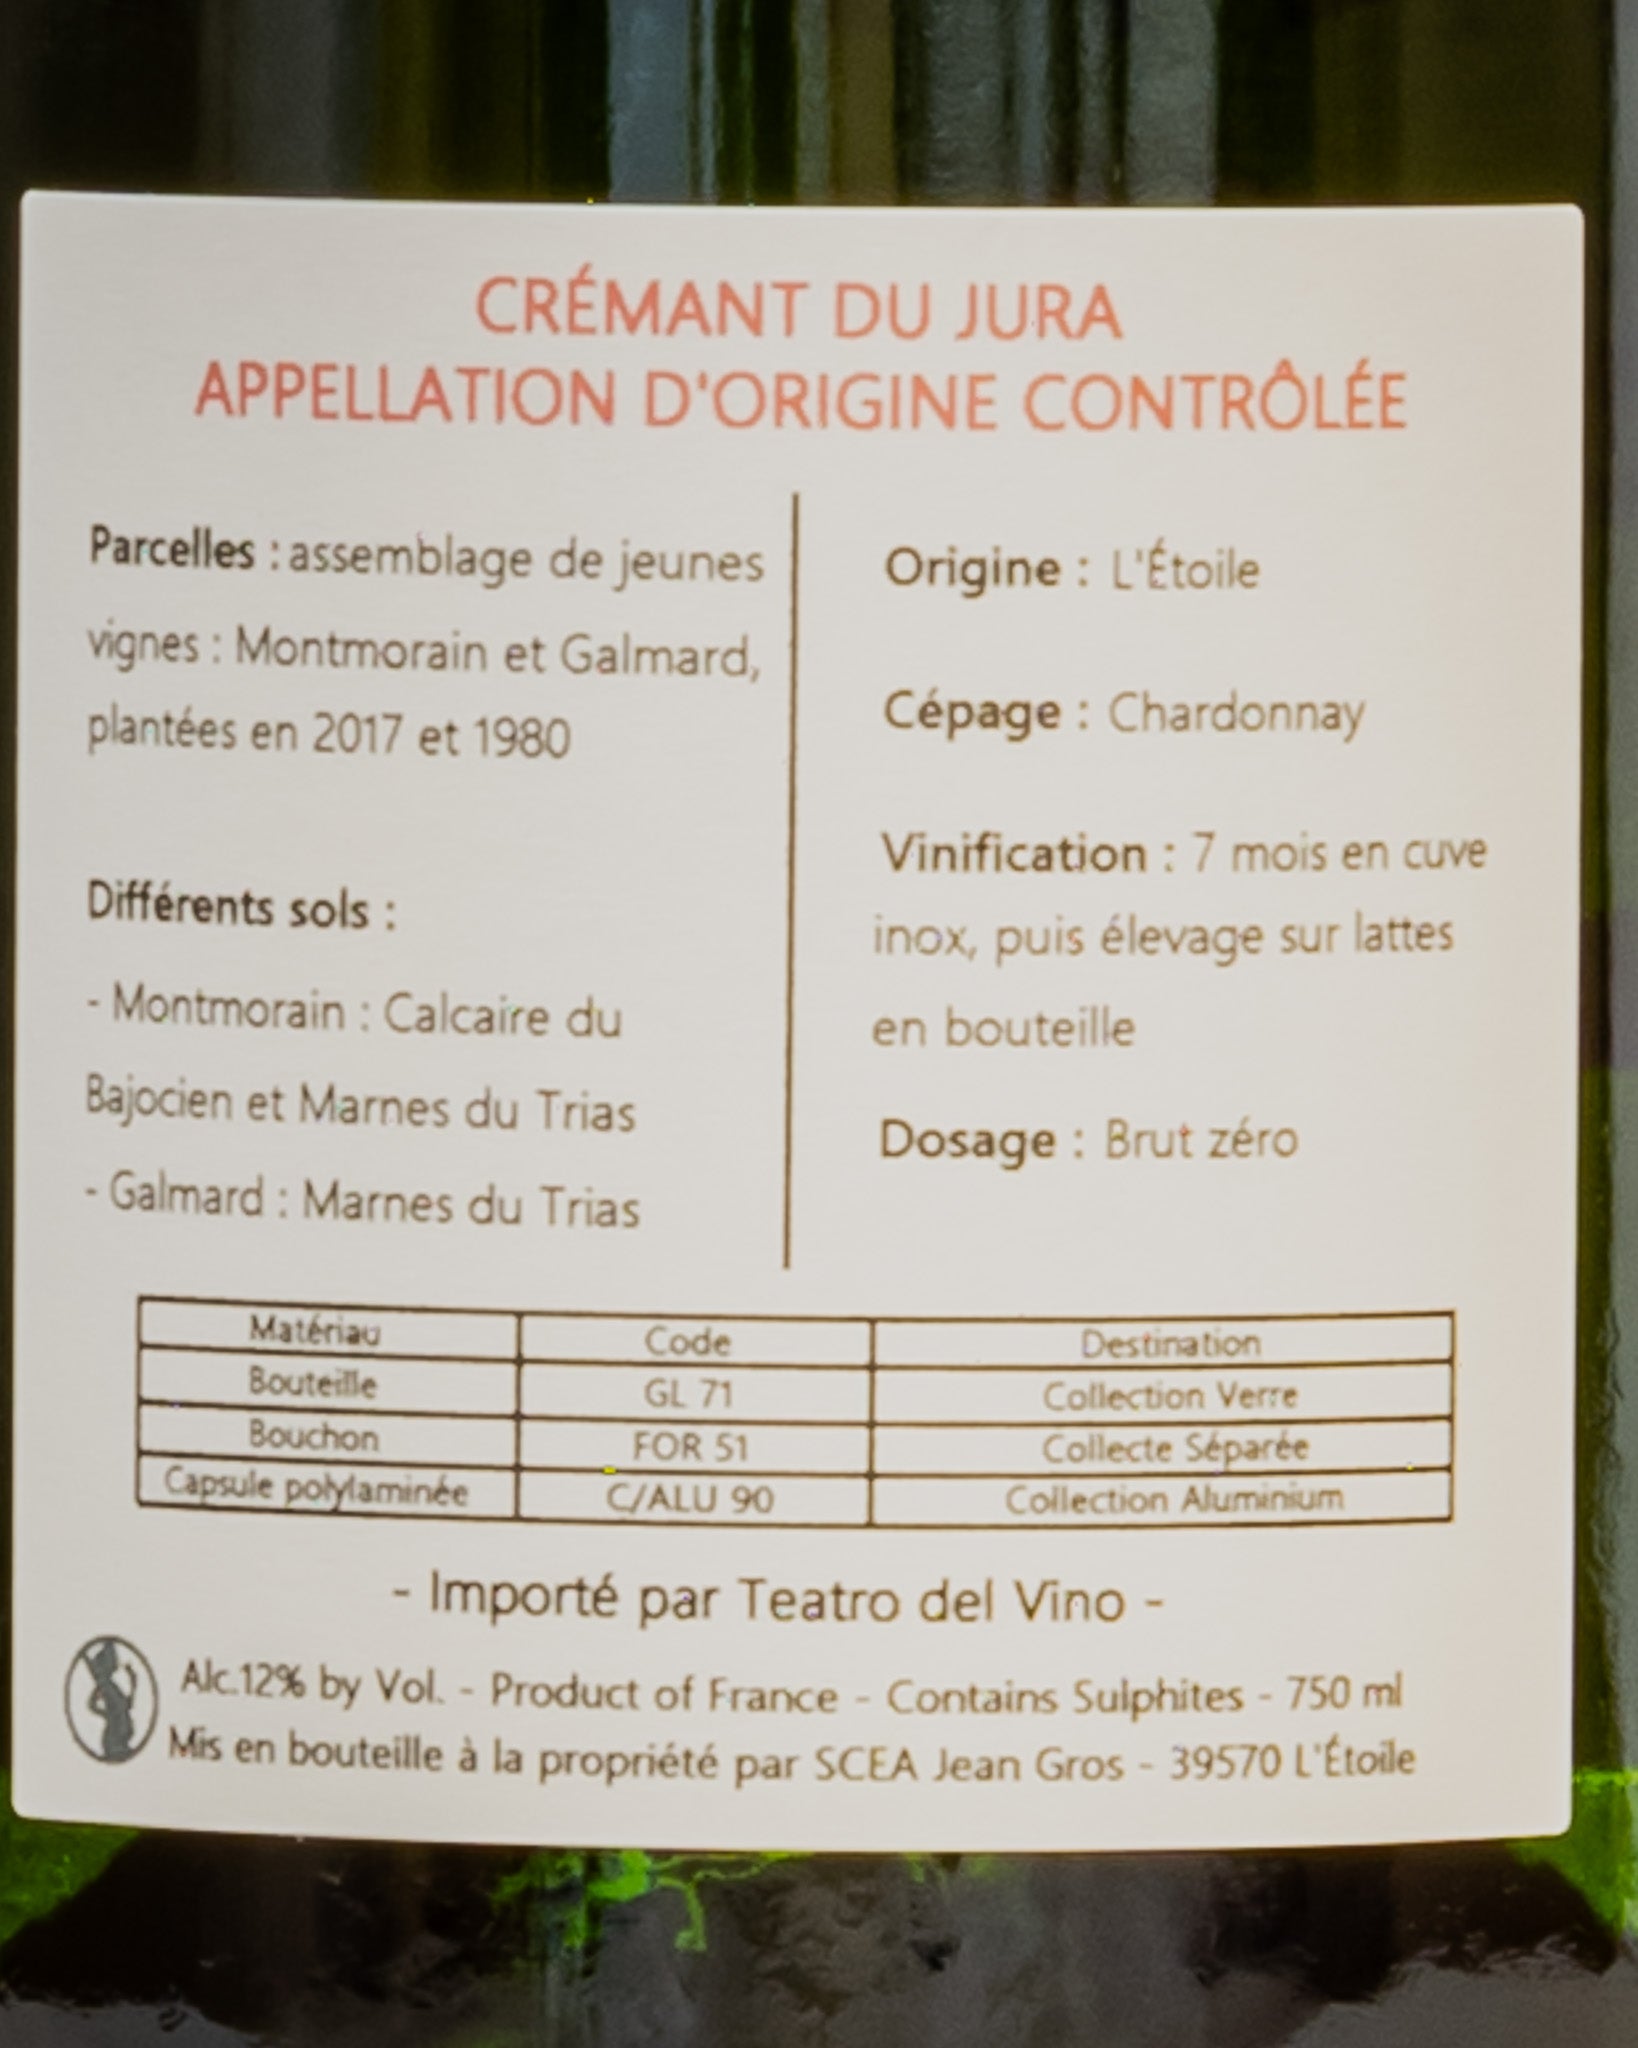 CRÉMANT DU JURA
APPELLATION D'ORIGINE CONTRÔLÉE
Parcelles : assemblage de jeunes
vignes : Montmorain et Galmard,
plantées en 2017 et 1980
Différents sols :
- Montmorain : Calcaire du
Bajocien et Marnes du Trias
- Galmard : Marnes du Trias
Origine : L'Étoile
Cépage : Chardonnay
Vinification : 7 mois en cuve
inox, puis élevage sur lattes
en bouteille
Dosage : Brut zéro
Matériau Code Destination
Bouteille GL 71 Collection Verre
Bouchon FOR 51 Collecte Séparée
Capsule polylaminée C/ALU 90 Collection Aluminium
- Importé par Teatro del Vino -
Alc.12% by Vol. - Product of France - Contains Sulphites - 750 ml
Mis en bouteille à la propriété par SCEA Jean Gros - 39570 L'Étoile